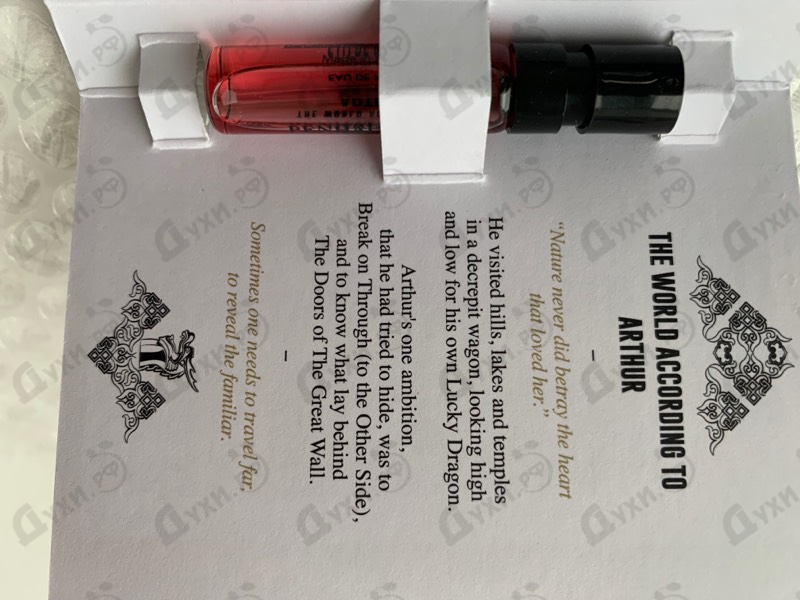 THE WORLD ACCORDING TO
ARTHUR
–
“Nature never did betray the heart
that loved her.”
He visited hills, lakes and temples
in a decrepit wagon, looking high
and low for his own Lucky Dragon.
Arthur's one ambition,
that he had tried to hide, was to
Break on Through (to the Other Side),
and to know what lay behind
The Doors of The Great Wall.
–
Sometimes one needs to travel far,
to reveal the familiar.
Духи.РФ